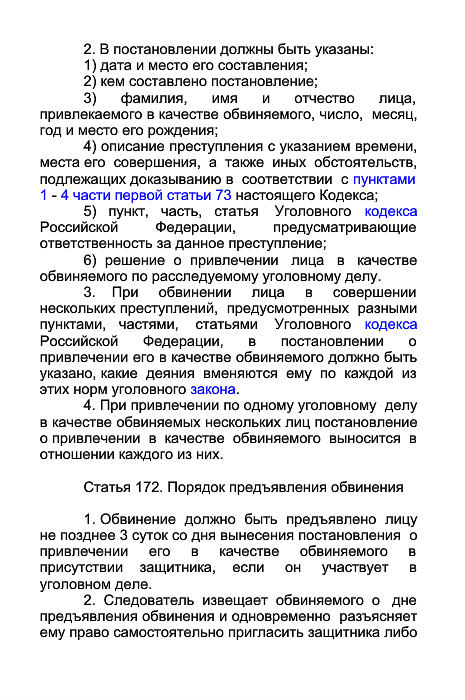 2. В постановлении должны быть указаны:
1) дата и место его составления;
2) кем составлено постановление;
3) фамилия, имя и отчество лица,
привлекаемого в качестве обвиняемого, число, месяц,
год и место его рождения;
4) описание преступления с указанием времени,
места его совершения, а также иных обстоятельств,
подлежащих доказыванию в соответствии с пунктами
1 - 4 части первой статьи 73 настоящего Кодекса;
5) пункт, часть, статья Уголовного кодекса
Российской Федерации, предусматривающие
ответственность за данное преступление;
6) решение о привлечении лица в качестве
обвиняемого по расследуемому уголовному делу.
3. При обвинении лица в совершении
нескольких преступлений, предусмотренных разными
пунктами, частями, статьями Уголовного кодекса
Российской Федерации, в постановлении о
привлечении его в качестве обвиняемого должно быть
указано, какие деяния вменяются ему по каждой из
этих норм уголовного закона.
4. При привлечении по одному уголовному делу
в качестве обвиняемых нескольких лиц постановление
о привлечении в качестве обвиняемого выносится в
отношении каждого из них.
Статья 172. Порядок предъявления обвинения
1. Обвинение должно быть предъявлено лицу
не позднее 3 суток со дня вынесения постановления о
привлечении его в качестве обвиняемого в
присутствии защитника, если он участвует в
уголовном деле.
2. Следователь извещает обвиняемого о дне
предъявления обвинения и одновременно разъясняет
ему право самостоятельно пригласить защитника либо